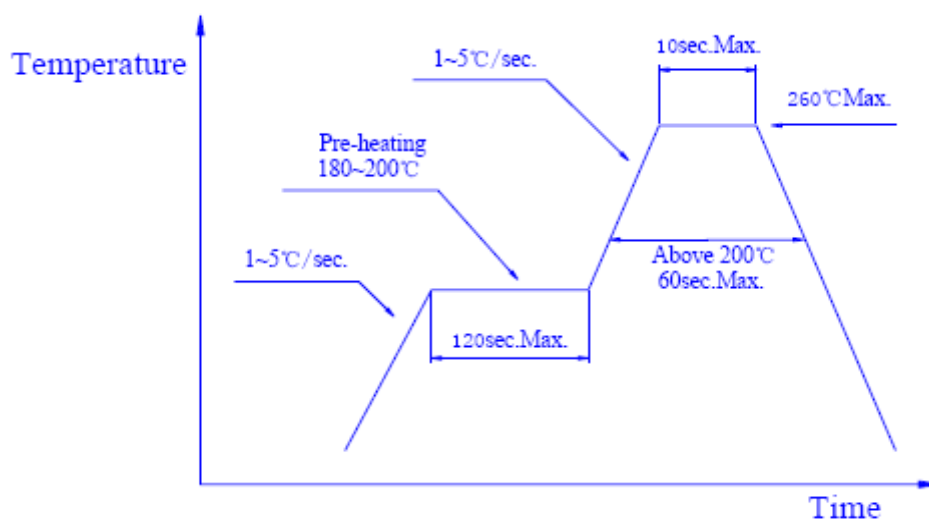 Temperature
1~5℃/sec.
10sec.Max.
260℃Max.
Pre-heating
180~200℃
1~5℃/sec.
Above 200℃
60sec.Max.
120sec.Max.
Time